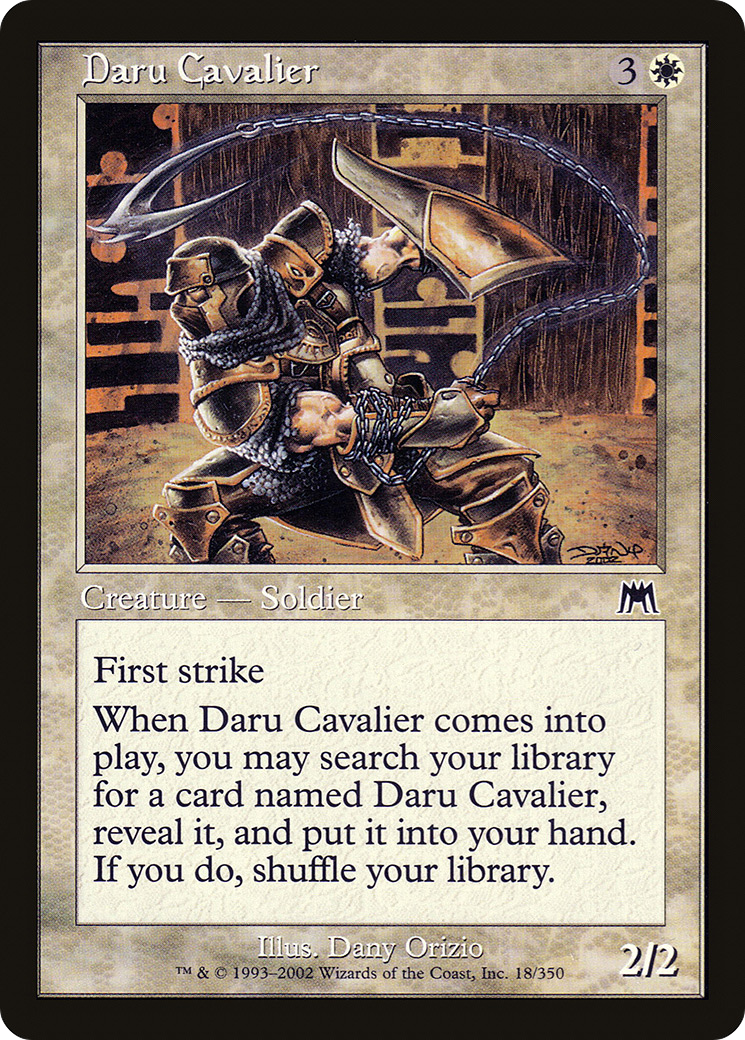 Daru Cavalier 3
Creature — Soldier
First strike
When Daru Cavalier comes into
play, you may search your library
for a card named Daru Cavalier,
reveal it, and put it into your hand.
If you do, shuffle your library.
Illus. Dany Orizio
™ & © 1993–2002 Wizards of the Coast, Inc. 18/350
2/2